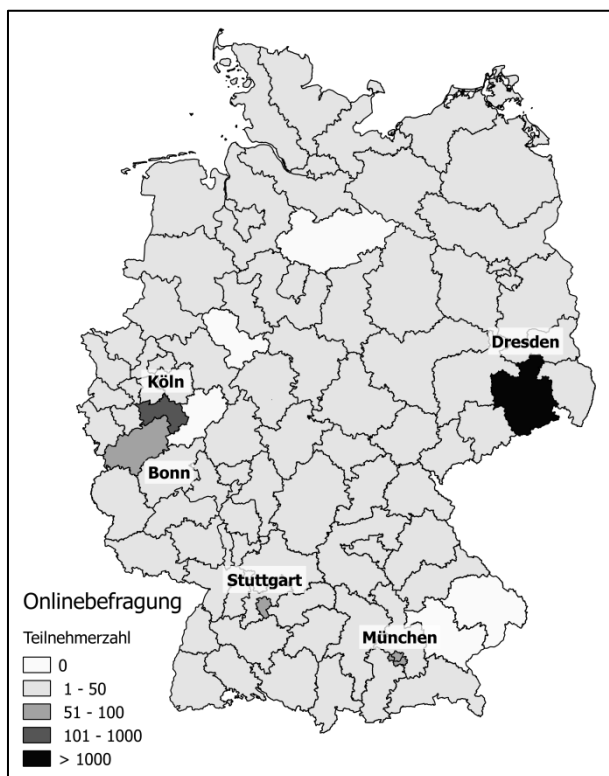 Dresden
Köln
Bonn
Stuttgart
München
Onlinebefragung
Teilnehmerzahl
0
1 - 50
51 - 100
101 - 1000
> 1000